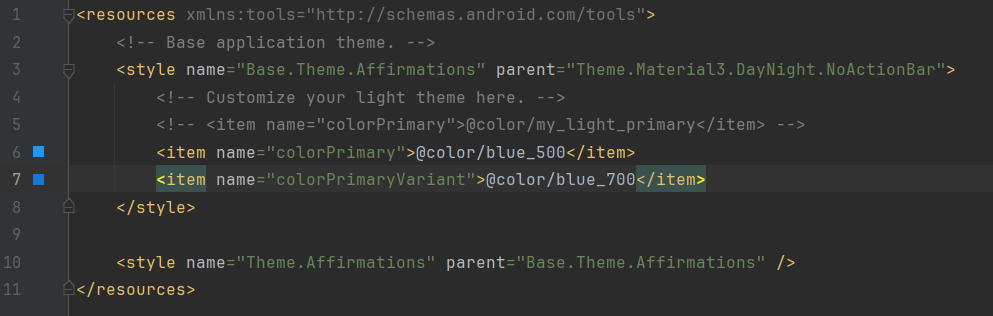 1 <resources xmlns:tools="http://schemas.android.com/tools">
2 <!-- Base application theme. -->
3 <style name="Base.Theme.Affirmations" parent="Theme.Material3.DayNight.NoActionBar">
4 <!-- Customize your light theme here. -->
5 <!-- <item name="colorPrimary">@color/my_light_primary</item> -->
6 <item name="colorPrimary">@color/blue_500</item>
7 <item name="colorPrimaryVariant">@color/blue_700</item>
8 </style>
9
10 <style name="Theme.Affirmations" parent="Base.Theme.Affirmations" />
11 </resources>